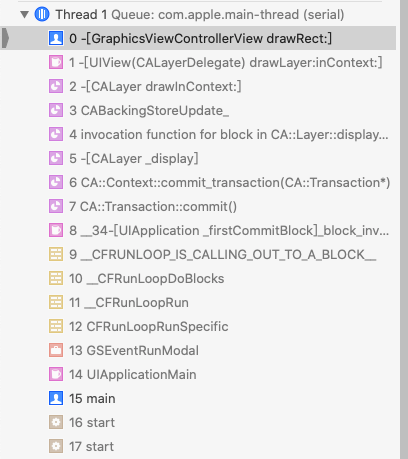 Thread 1 Queue: com.apple.main-thread (serial)
0 -[GraphicsViewControllerView drawRect:]
1 -[UIView(CALayerDelegate) drawLayer:inContext:]
2 -[CALayer drawInContext:]
3 CABackingStoreUpdate_
4 invocation function for block in CA::Layer::display...
5 -[CALayer _display]
6 CA::Context::commit_transaction(CA::Transaction*)
7 CA::Transaction::commit()
8 __34-[UIApplication _firstCommitBlock]_block_inv...
9 __CFRUNLOOP_IS_CALLING_OUT_TO_A_BLOCK__
10 __CFRunLoopDoBlocks
11 __CFRunLoopRun
12 CFRunLoopRunSpecific
13 GSEventRunModal
14 UIApplicationMain
15 main
16 start
17 start